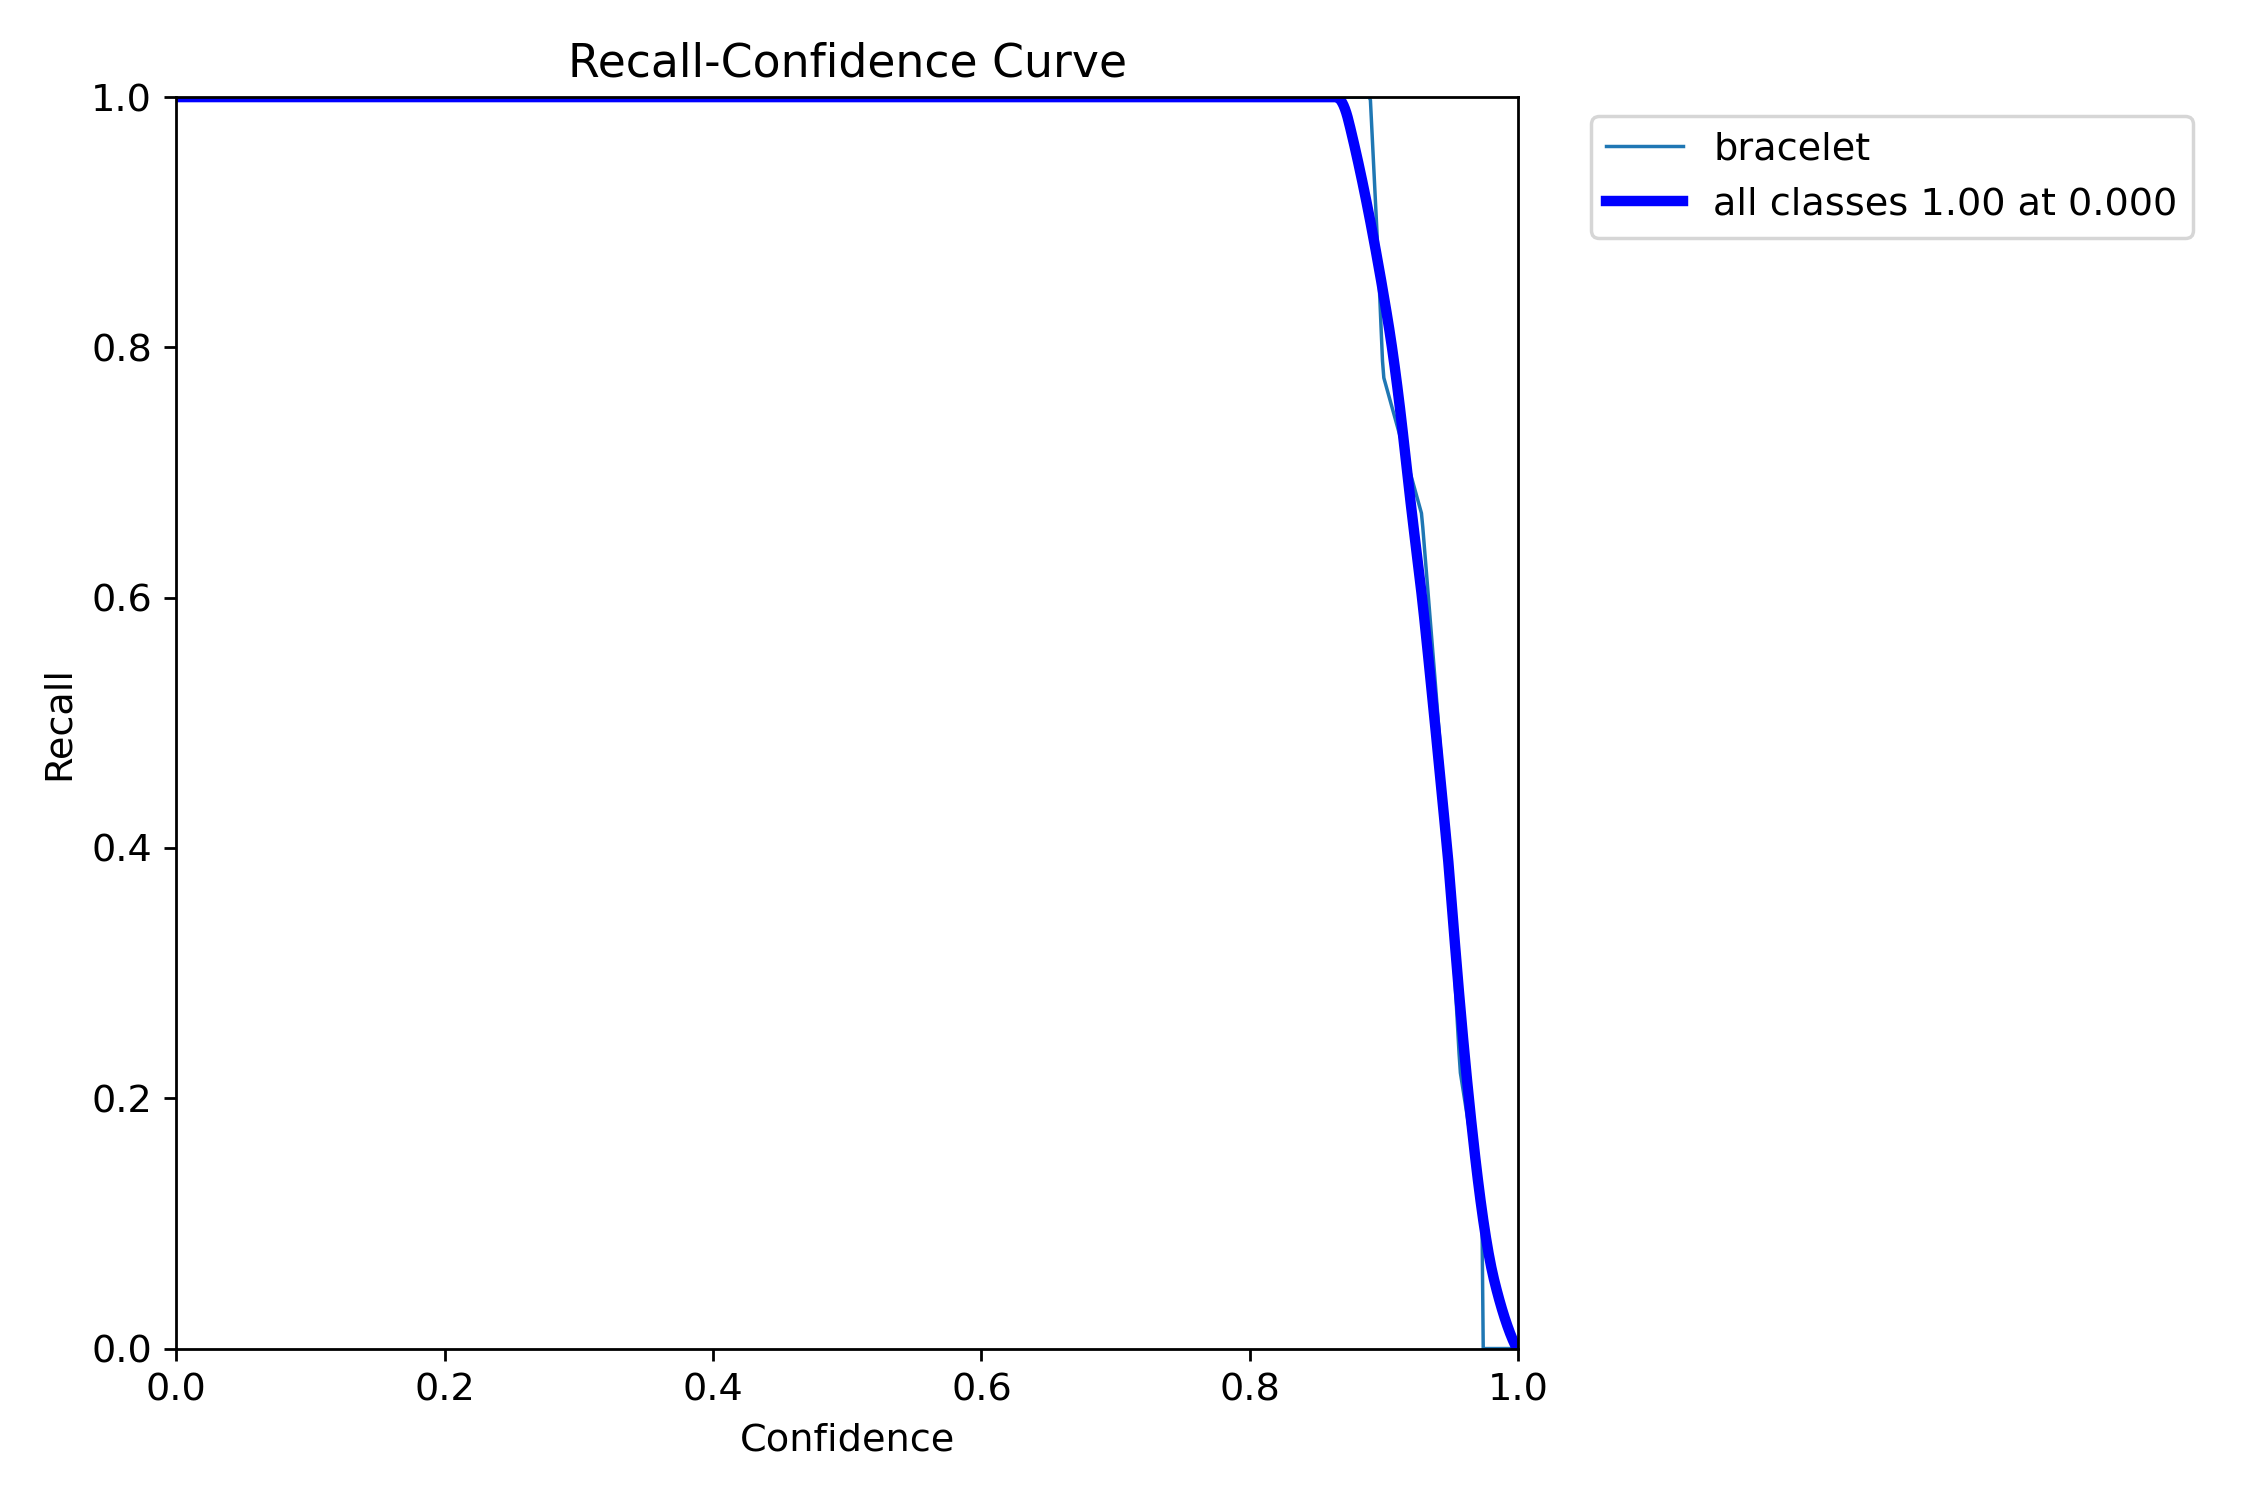 Recall-Confidence Curve
bracelet
all classes 1.00 at 0.000
1.0
0.8
0.6
0.4
0.2
0.0
Recall
0.0 0.2 0.4 0.6 0.8 1.0
Confidence